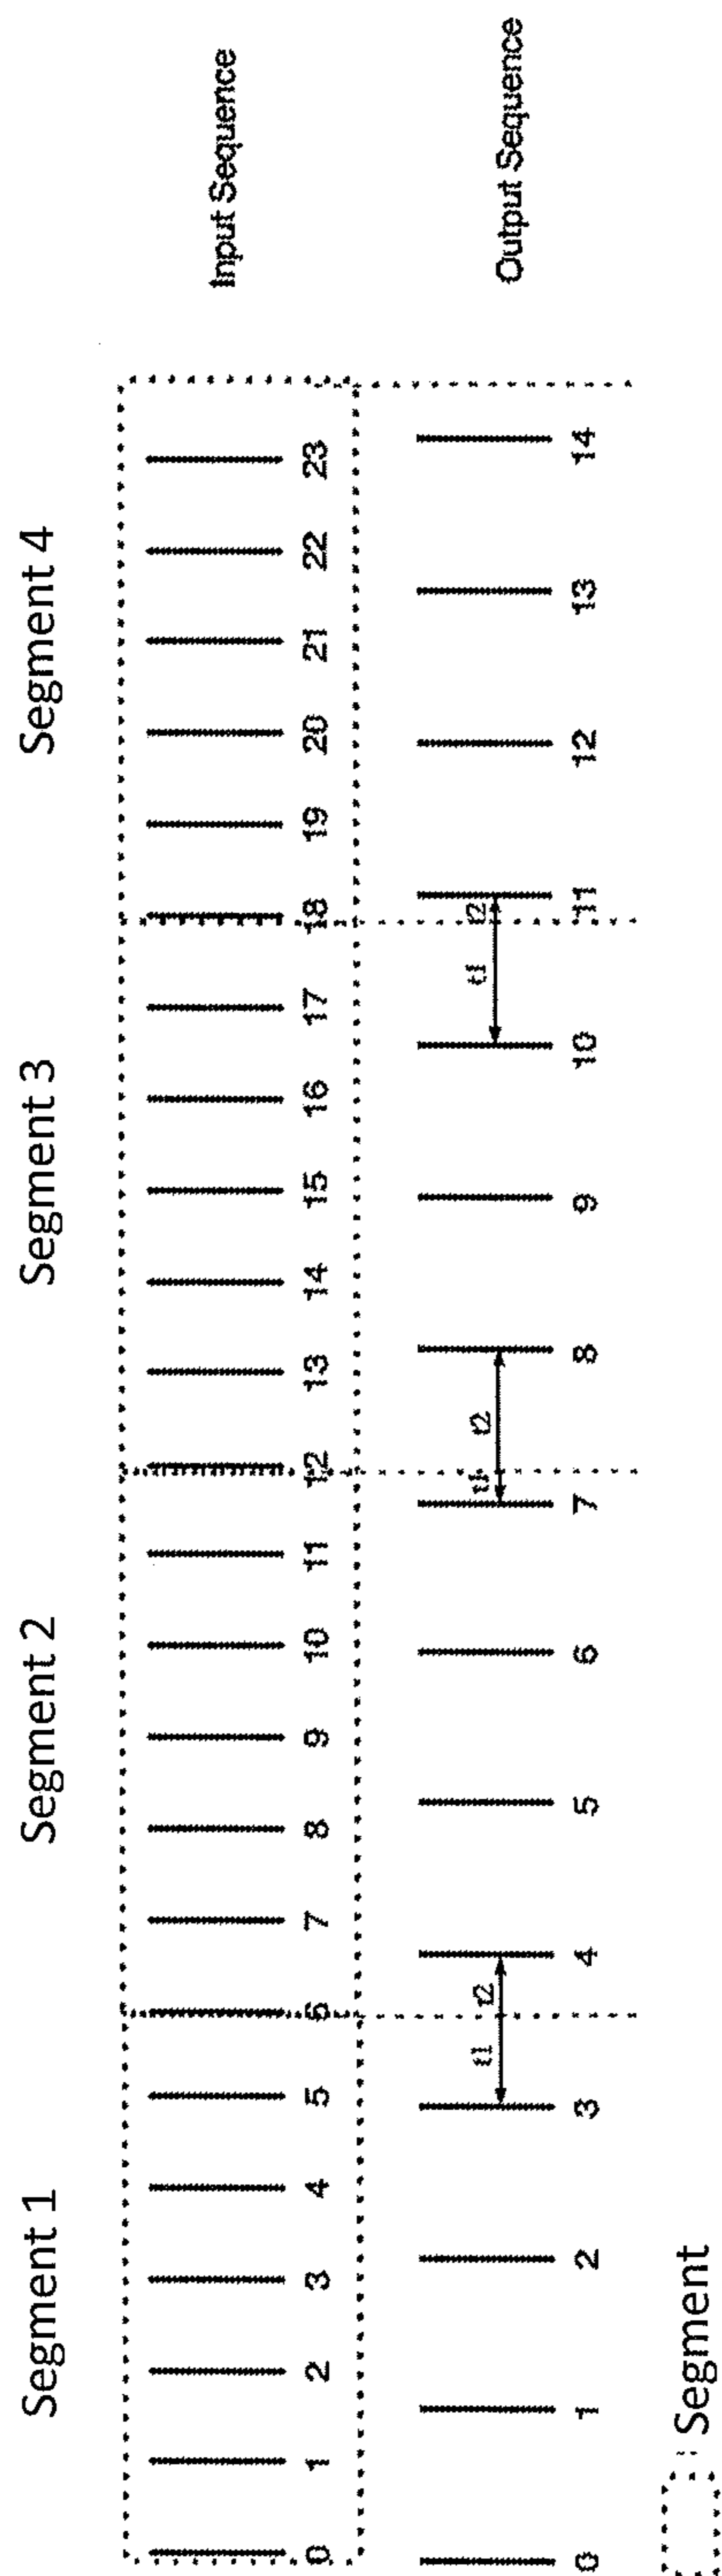 Segment 1 Segment 2 Segment 3 Segment 4
0 1 2 3 4 5 6 7 8 9 10 11 12 13 14 15 16 17 18 19 20 21 22 23 Input Sequence
t1 t2 t1 t2 t1 t2
0 1 2 3 4 5 6 7 8 9 10 11 12 13 14 Output Sequence
: Segment